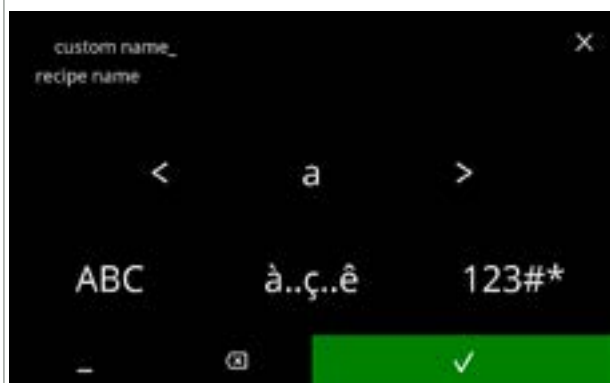 custom name_
recipe name
< a >
ABC à..ç..ê 123#*
_